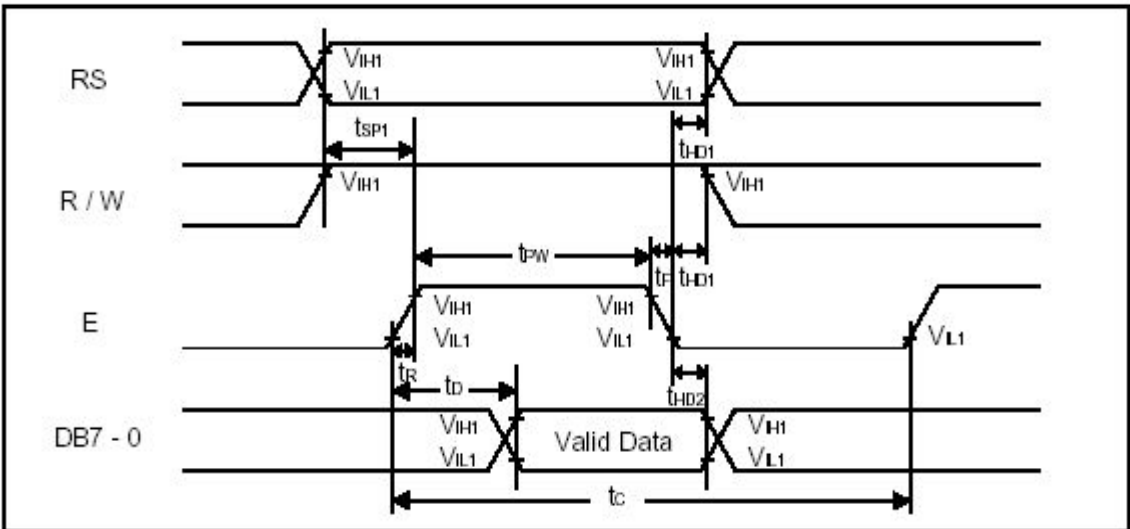 RS
VIH1
VIL1
VIH1
VIL1
tSP1
tHD1
R / W
VIH1
VIH1
tPW
tF
tHD1
E
VIH1
VIL1
VIH1
VIL1
VIL1
tR
tD
tHD2
DB7 - 0
VIH1
VIL1
Valid Data
VIH1
VIL1
tC